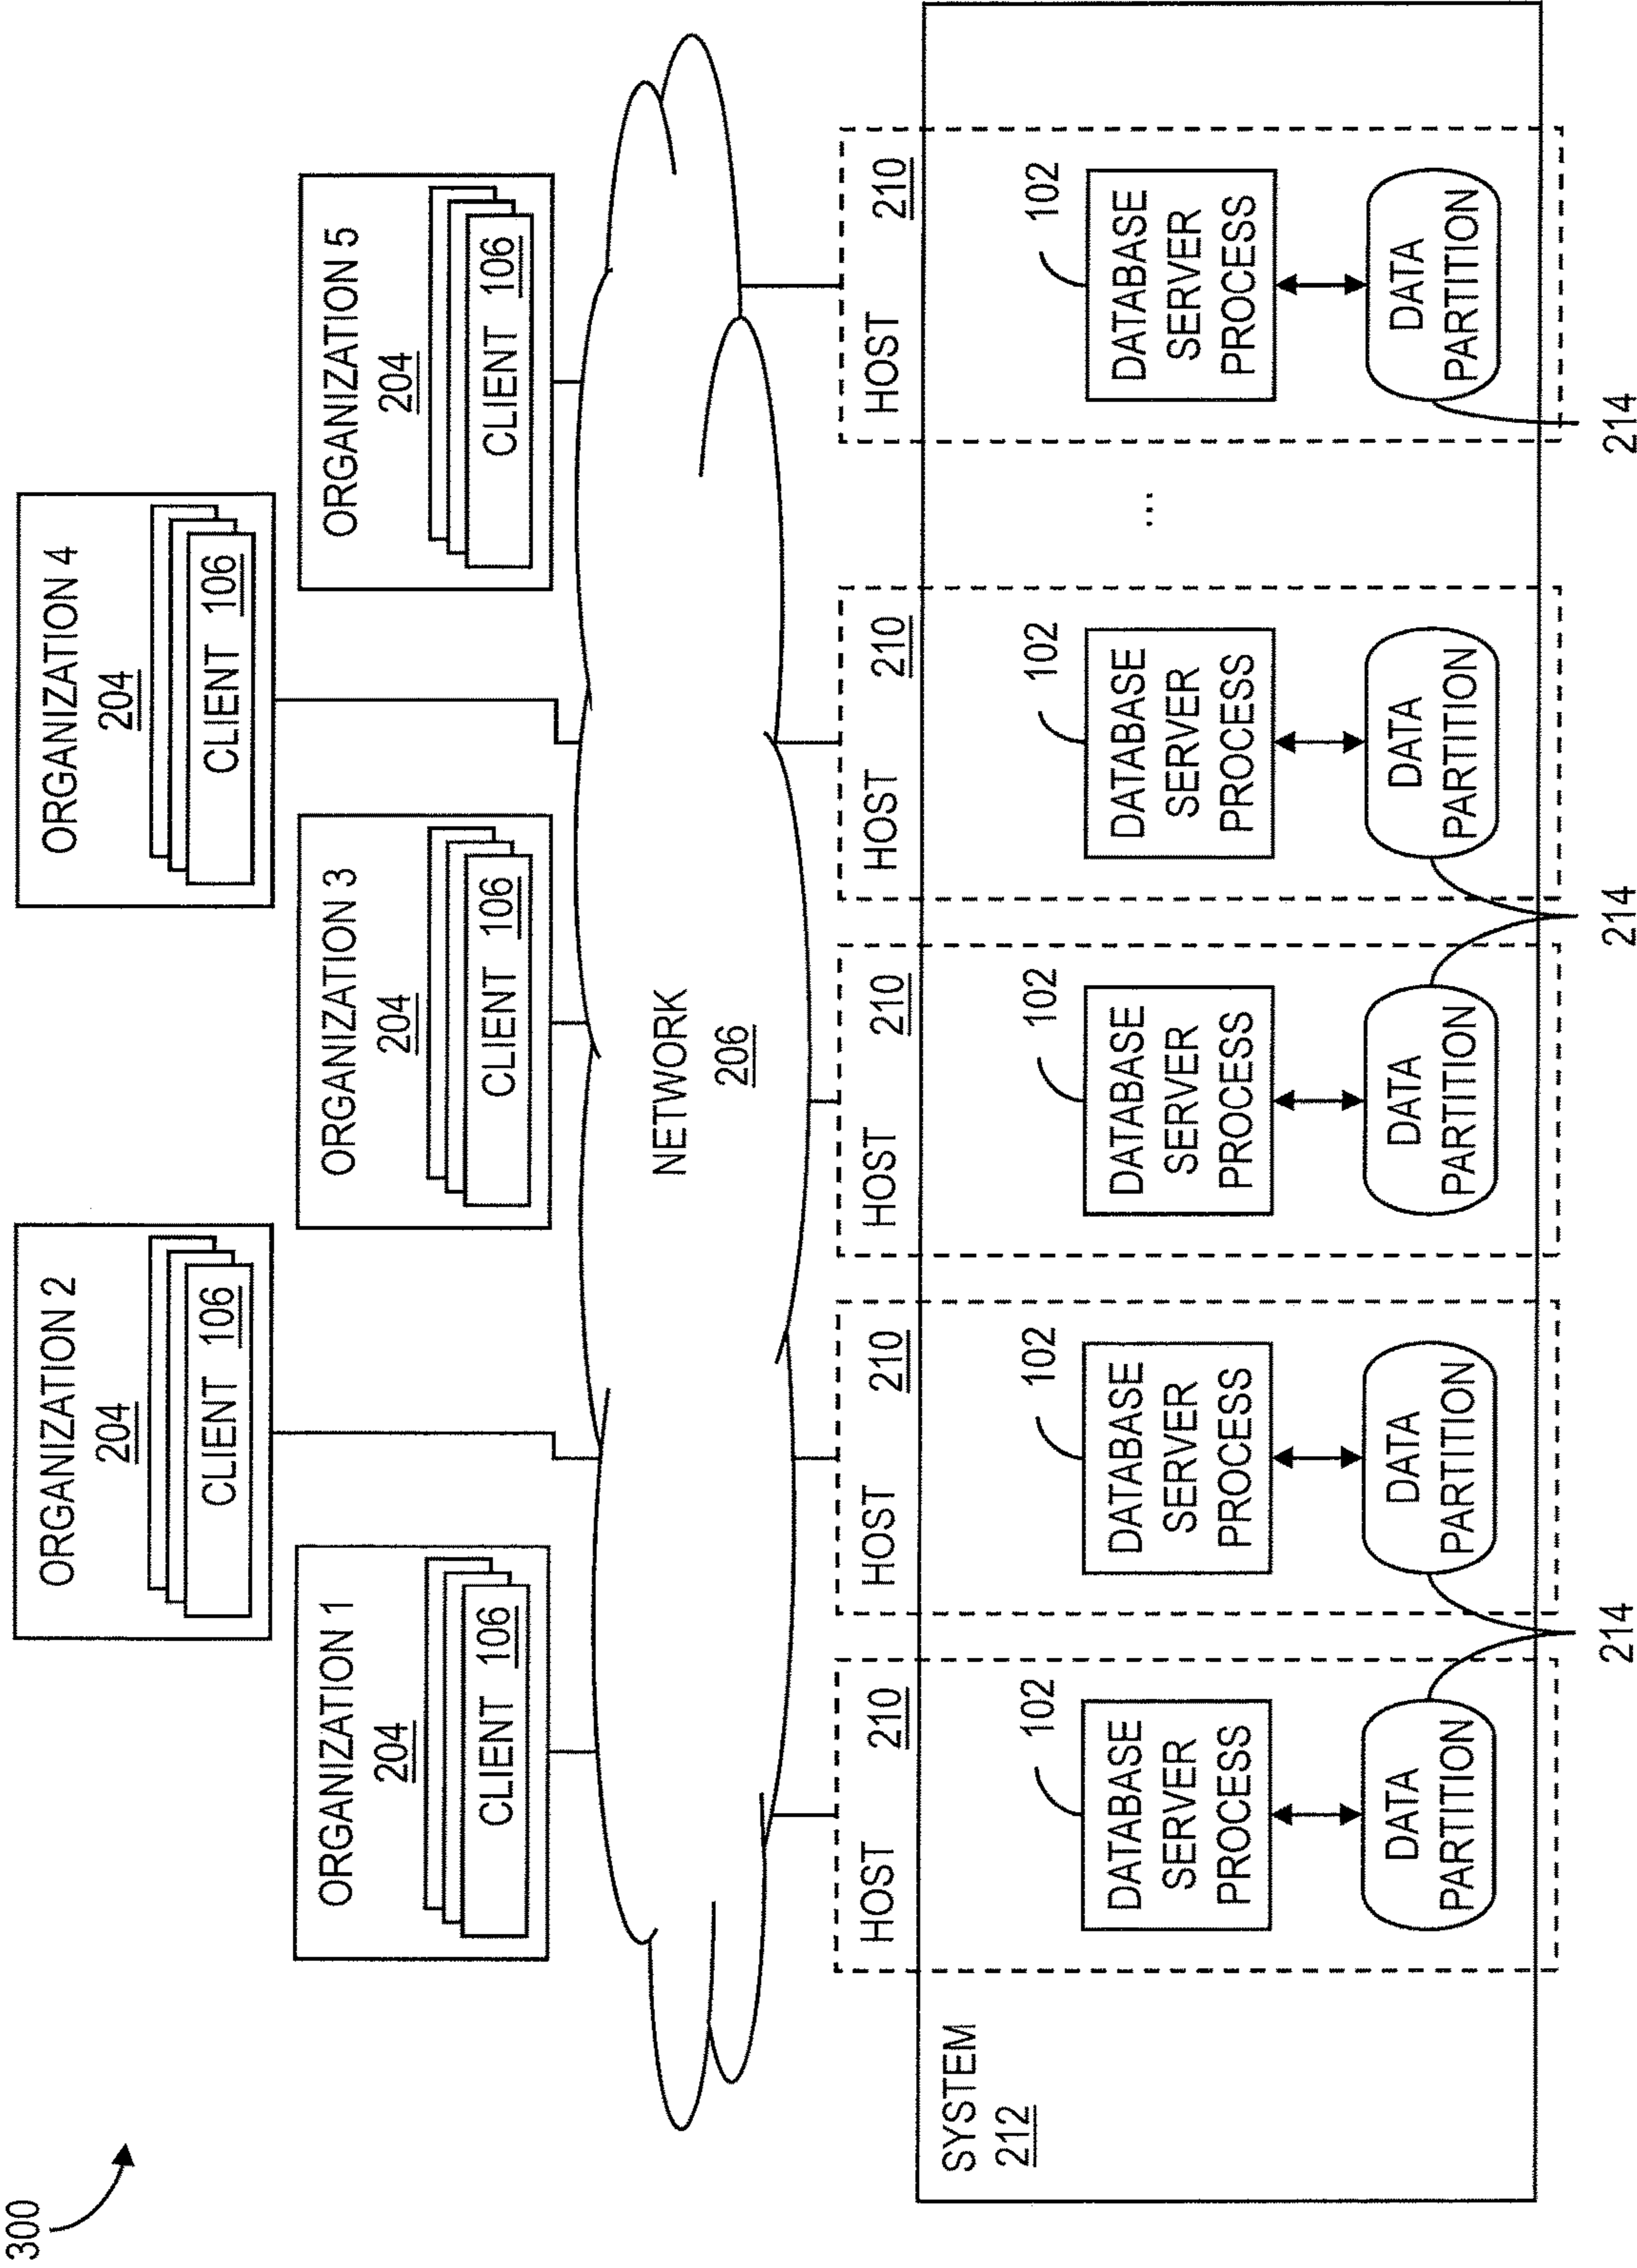 300
ORGANIZATION 2
204
CLIENT 106
ORGANIZATION 4
204
CLIENT 106
ORGANIZATION 1
204
CLIENT 106
ORGANIZATION 3
204
CLIENT 106
ORGANIZATION 5
204
CLIENT 106
NETWORK
206
SYSTEM
212
HOST 210
102
DATABASE
SERVER
PROCESS
DATA
PARTITION
HOST 210
102
DATABASE
SERVER
PROCESS
DATA
PARTITION
214
HOST 210
102
DATABASE
SERVER
PROCESS
DATA
PARTITION
HOST 210
102
DATABASE
SERVER
PROCESS
DATA
PARTITION
214
...
HOST 210
102
DATABASE
SERVER
PROCESS
DATA
PARTITION
214